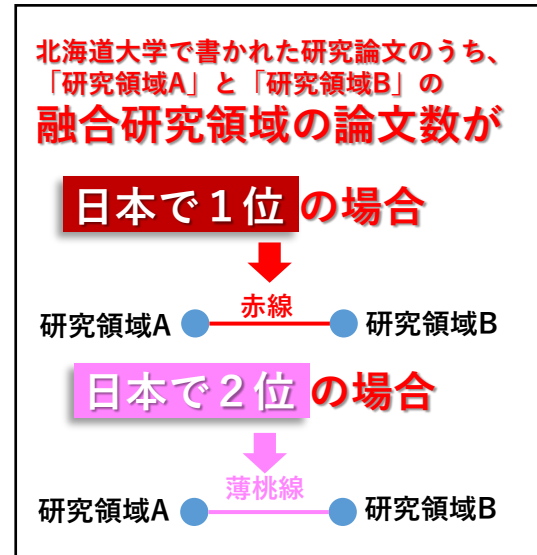 北海道大学で書かれた研究論文のうち、
「研究領域A」と「研究領域B」の
融合研究領域の論文数が
日本で１位の場合
赤線
研究領域A 研究領域B
日本で２位の場合
薄桃線
研究領域A 研究領域B